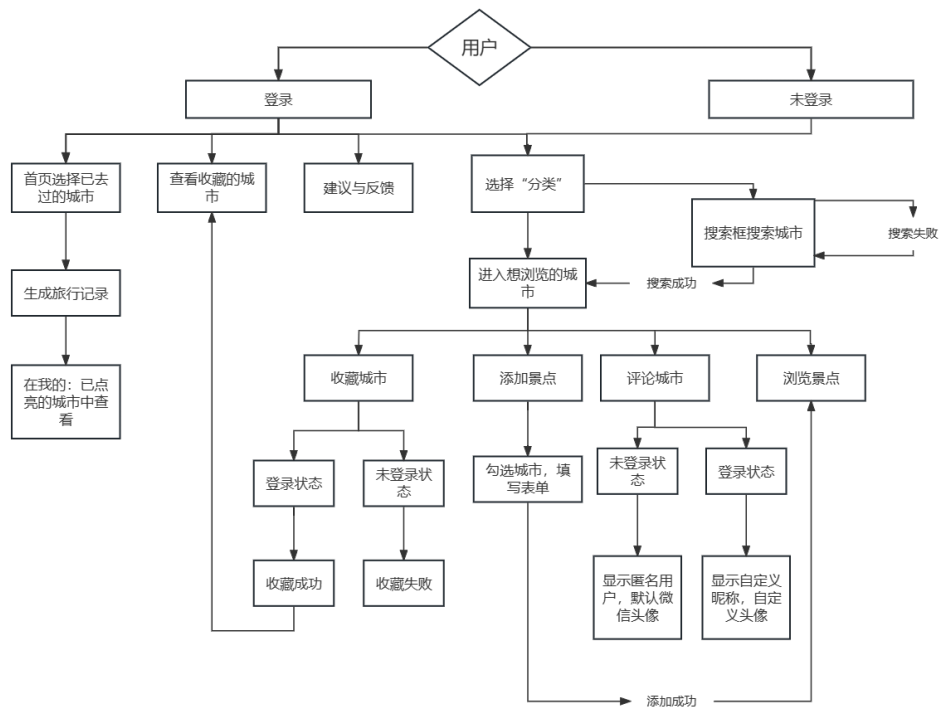 用户
登录
未登录
首页选择已去
过的城市
查看收藏的城
市
建议与反馈
选择“分类”
搜索框搜索城市
搜索失败
生成旅行记录
进入想浏览的城
市
搜索成功
在我的：已点
亮的城市中查
看
收藏城市
添加景点
评论城市
浏览景点
登录状态
未登录状
态
勾选城市，填
写表单
未登录状
态
登录状态
收藏成功
收藏失败
显示匿名用
户，默认微
信头像
显示自定义
昵称，自定
义头像
添加成功